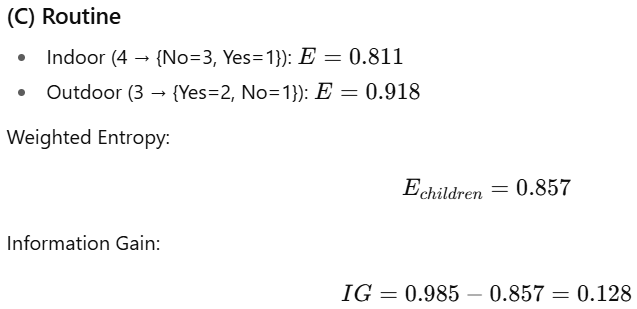 (C) Routine
• Indoor (4 → {No=3, Yes=1}): E = 0.811
• Outdoor (3 → {Yes=2, No=1}): E = 0.918
Weighted Entropy:
E_children = 0.857
Information Gain:
IG = 0.985 − 0.857 = 0.128